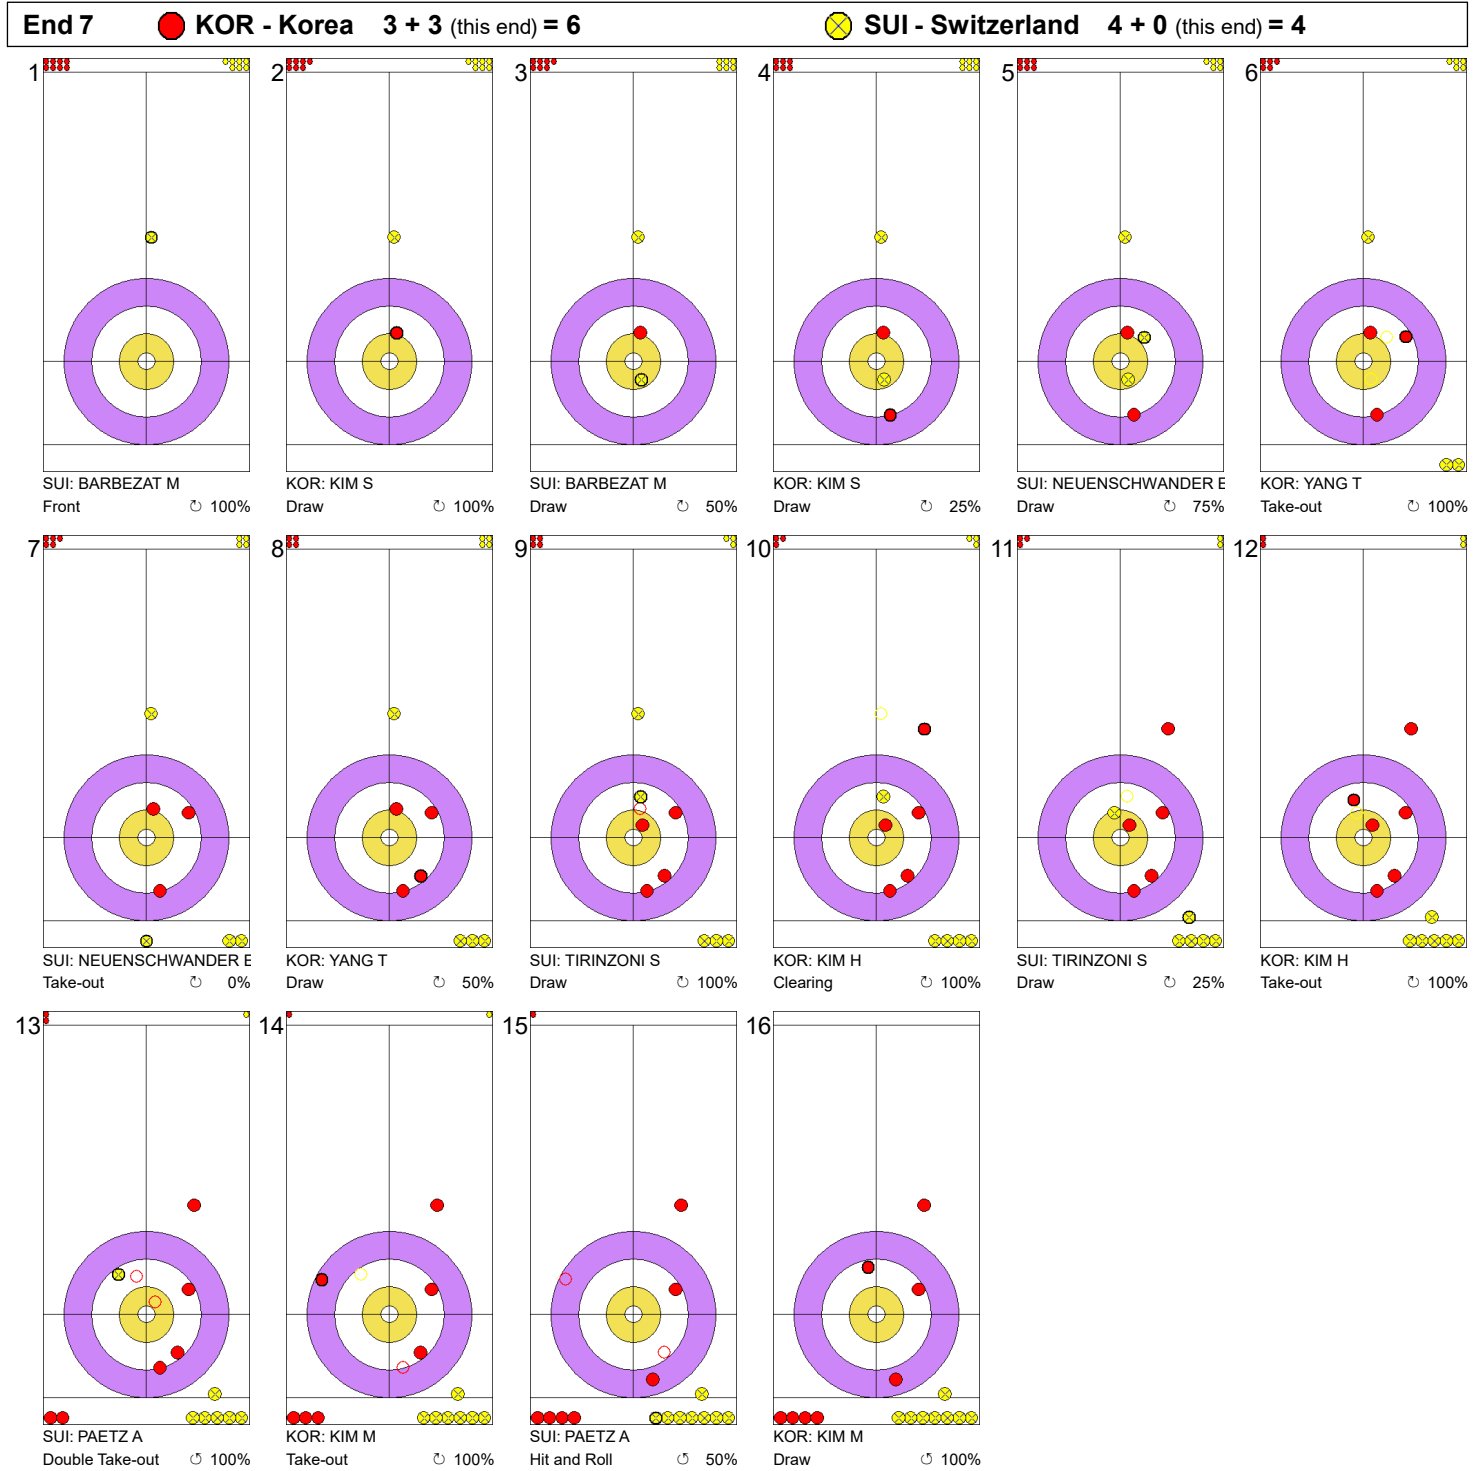 End 7 KOR - Korea 3 + 3 (this end) = 6 SUI - Switzerland 4 + 0 (this end) = 4
1 2 3 4 5 6
SUI: BARBEZAT M KOR: KIM S SUI: BARBEZAT M KOR: KIM S SUI: NEUENSCHWANDER E KOR: YANG T
Front ↻ 100% Draw ↻ 100% Draw ↻ 50% Draw ↻ 25% Draw ↻ 75% Take-out ↻ 100%
7 8 9 10 11 12
SUI: NEUENSCHWANDER E KOR: YANG T SUI: TIRINZONI S KOR: KIM H SUI: TIRINZONI S KOR: KIM H
Take-out ↻ 0% Draw ↻ 50% Draw ↻ 100% Clearing ↻ 100% Draw ↻ 25% Take-out ↻ 100%
13 14 15 16
SUI: PAETZ A KOR: KIM M SUI: PAETZ A KOR: KIM M
Double Take-out ↺ 100% Take-out ↺ 100% Hit and Roll ↺ 50% Draw ↺ 100%